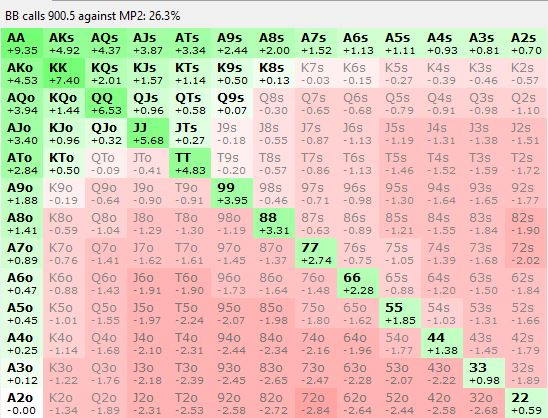 BB calls 900.5 against MP2: 26.3%
AA AKs AQs AJs ATs A9s A8s A7s A6s A5s A4s A3s A2s
+9.35 +4.92 +4.37 +3.87 +3.34 +2.44 +2.00 +1.52 +1.13 +1.11 +0.93 +0.81 +0.70
AKo KK KQs KJs KTs K9s K8s K7s K6s K5s K4s K3s K2s
+4.53 +7.40 +2.01 +1.57 +1.14 +0.50 +0.13 -0.03 -0.15 -0.27 -0.39 -0.46 -0.57
AQo KQo QQ QJs QTs Q9s Q8s Q7s Q6s Q5s Q4s Q3s Q2s
+3.94 +1.44 +6.53 +0.96 +0.58 +0.07 -0.30 -0.65 -0.68 -0.79 -0.91 -0.98 -1.10
AJo KJo QJo JJ JTs J9s J8s J7s J6s J5s J4s J3s J2s
+3.40 +0.96 +0.32 +5.68 +0.27 -0.18 -0.55 -0.87 -1.13 -1.19 -1.31 -1.38 -1.51
ATo KTo QTo JTo TT T9s T8s T7s T6s T5s T4s T3s T2s
+2.84 +0.50 -0.09 -0.41 +4.83 -0.20 -0.57 -0.86 -1.13 -1.46 -1.52 -1.59 -1.72
A9o K9o Q9o J9o T9o 99 98s 97s 96s 95s 94s 93s 92s
+1.88 -0.19 -0.64 -0.90 -0.91 +3.95 -0.46 -0.71 -0.98 -1.30 -1.64 -1.65 -1.77
A8o K8o Q8o J8o T8o 98o 88 87s 86s 85s 84s 83s 82s
+1.41 -0.59 -1.04 -1.29 -1.30 -1.19 +3.31 -0.63 -0.89 -1.21 -1.55 -1.84 -1.90
A7o K7o Q7o J7o T7o 97o 87o 77 76s 75s 74s 73s 72s
+0.89 -0.76 -1.41 -1.62 -1.61 -1.45 -1.37 +2.74 -0.75 -1.05 -1.39 -1.68 -2.02
A6o K6o Q6o J6o T6o 96o 86o 76o 66 65s 64s 63s 62s
+0.47 -0.88 -1.43 -1.91 -1.90 -1.73 -1.64 -1.48 +2.28 -0.88 -1.20 -1.50 -1.84
A5o K5o Q5o J5o T5o 95o 85o 75o 65o 55 54s 53s 52s
+0.45 -1.01 -1.55 -1.97 -2.24 -2.07 -1.98 -1.80 -1.62 +1.85 -1.03 -1.31 -1.66
A4o K4o Q4o J4o T4o 94o 84o 74o 64o 54o 44 43s 42s
+0.25 -1.14 -1.68 -2.10 -2.31 -2.44 -2.34 -2.16 -1.96 -1.77 +1.38 -1.45 -1.79
A3o K3o Q3o J3o T3o 93o 83o 73o 63o 53o 43o 33 32s
+0.12 -1.22 -1.76 -2.18 -2.39 -2.45 -2.65 -2.47 -2.28 -2.07 -2.22 +0.98 -1.89
A2o K2o Q2o J2o T2o 92o 82o 72o 62o 52o 42o 32o 22
-0.00 -1.34 -1.89 -2.31 -2.53 -2.58 -2.72 -2.84 -2.64 -2.44 -2.58 -2.68 +0.59